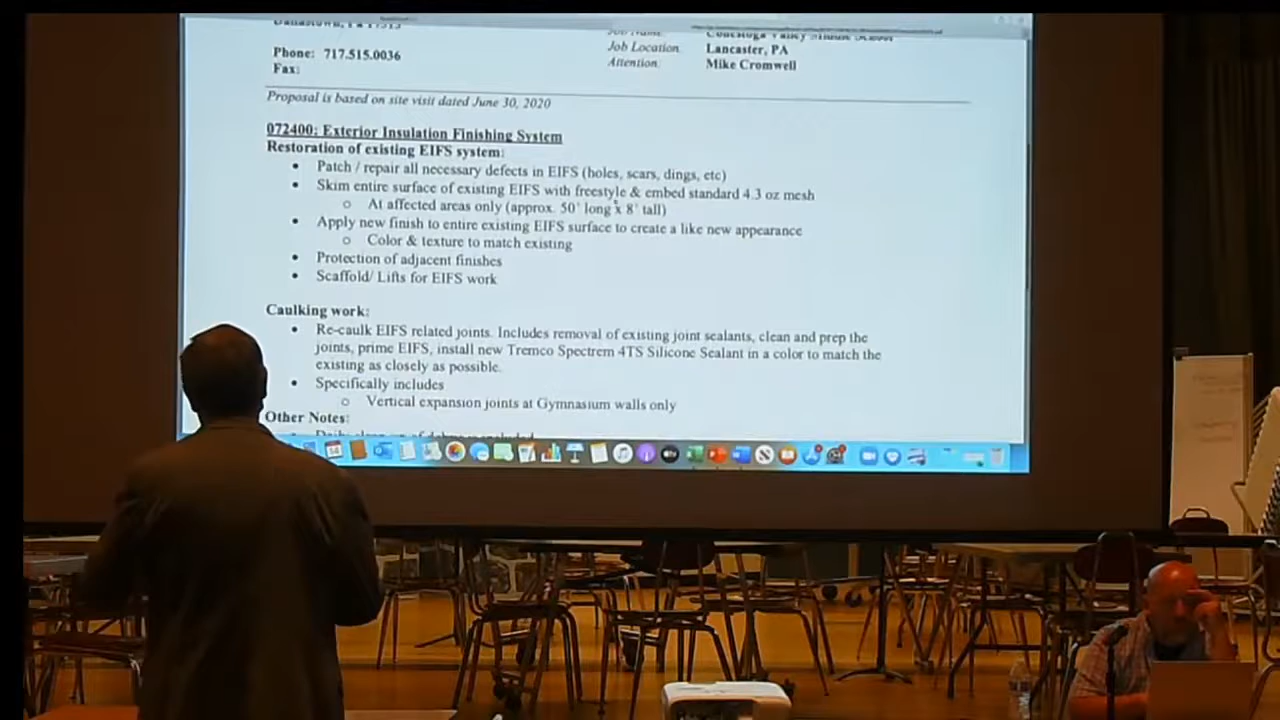 Job Location
Lancaster, PA
Phone: 717.515.0036
Attention:
Mike Cromwell
Fax:
Proposal is based on site visit dated June 30, 2020
072400: Exterior Insulation Finishing System
Restoration of existing EIFS system:
• Patch / repair all necessary defects in EIFS (holes, scars, dings, etc)
• Skim entire surface of existing EIFS with freestyle & embed standard 4.3 oz mesh
o At affected areas only (approx. 50' long x 8' tall)
• Apply new finish to entire existing EIFS surface to create a like new appearance
o Color & texture to match existing
• Protection of adjacent finishes
• Scaffold/ Lifts for EIFS work
Caulking work:
• Re-caulk EIFS related joints. Includes removal of existing joint sealants, clean and prep the
joints, prime EIFS, install new Tremco Spectrem 4TS Silicone Sealant in a color to match the
existing as closely as possible.
• Specifically includes
o Vertical expansion joints at Gymnasium walls only
Other Notes: